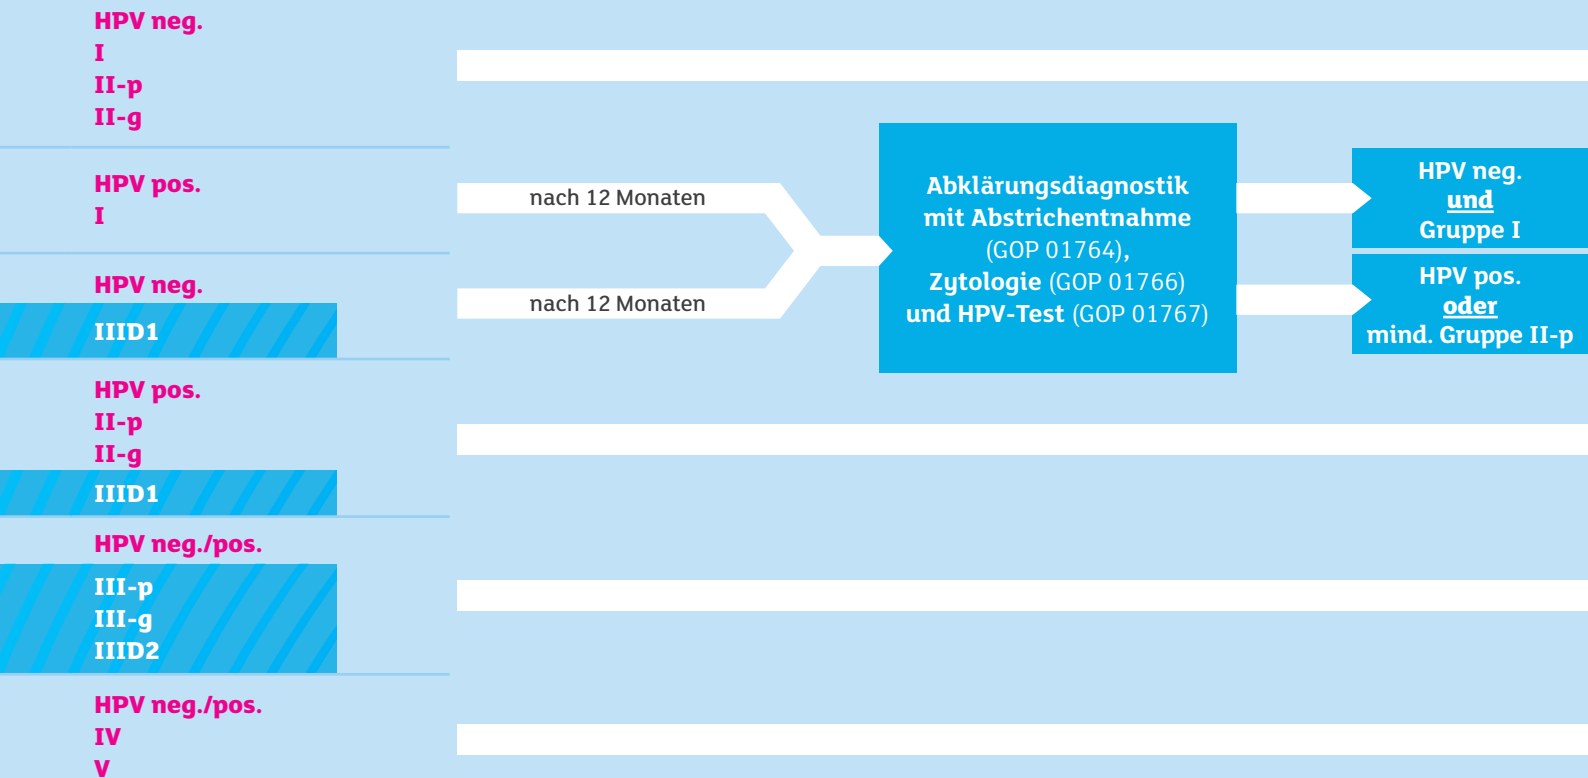 HPV neg.
I
II-p
II-g
HPV pos.
I
nach 12 Monaten
HPV neg.
IIID1
nach 12 Monaten
Abklärungsdiagnostik
mit Abstrichentnahme
(GOP 01764),
Zytologie (GOP 01766)
und HPV-Test (GOP 01767)
HPV neg.
und
Gruppe I
HPV pos.
oder
mind. Gruppe II-p
HPV pos.
II-p
II-g
IIID1
HPV neg./pos.
III-p
III-g
IIID2
HPV neg./pos.
IV
V